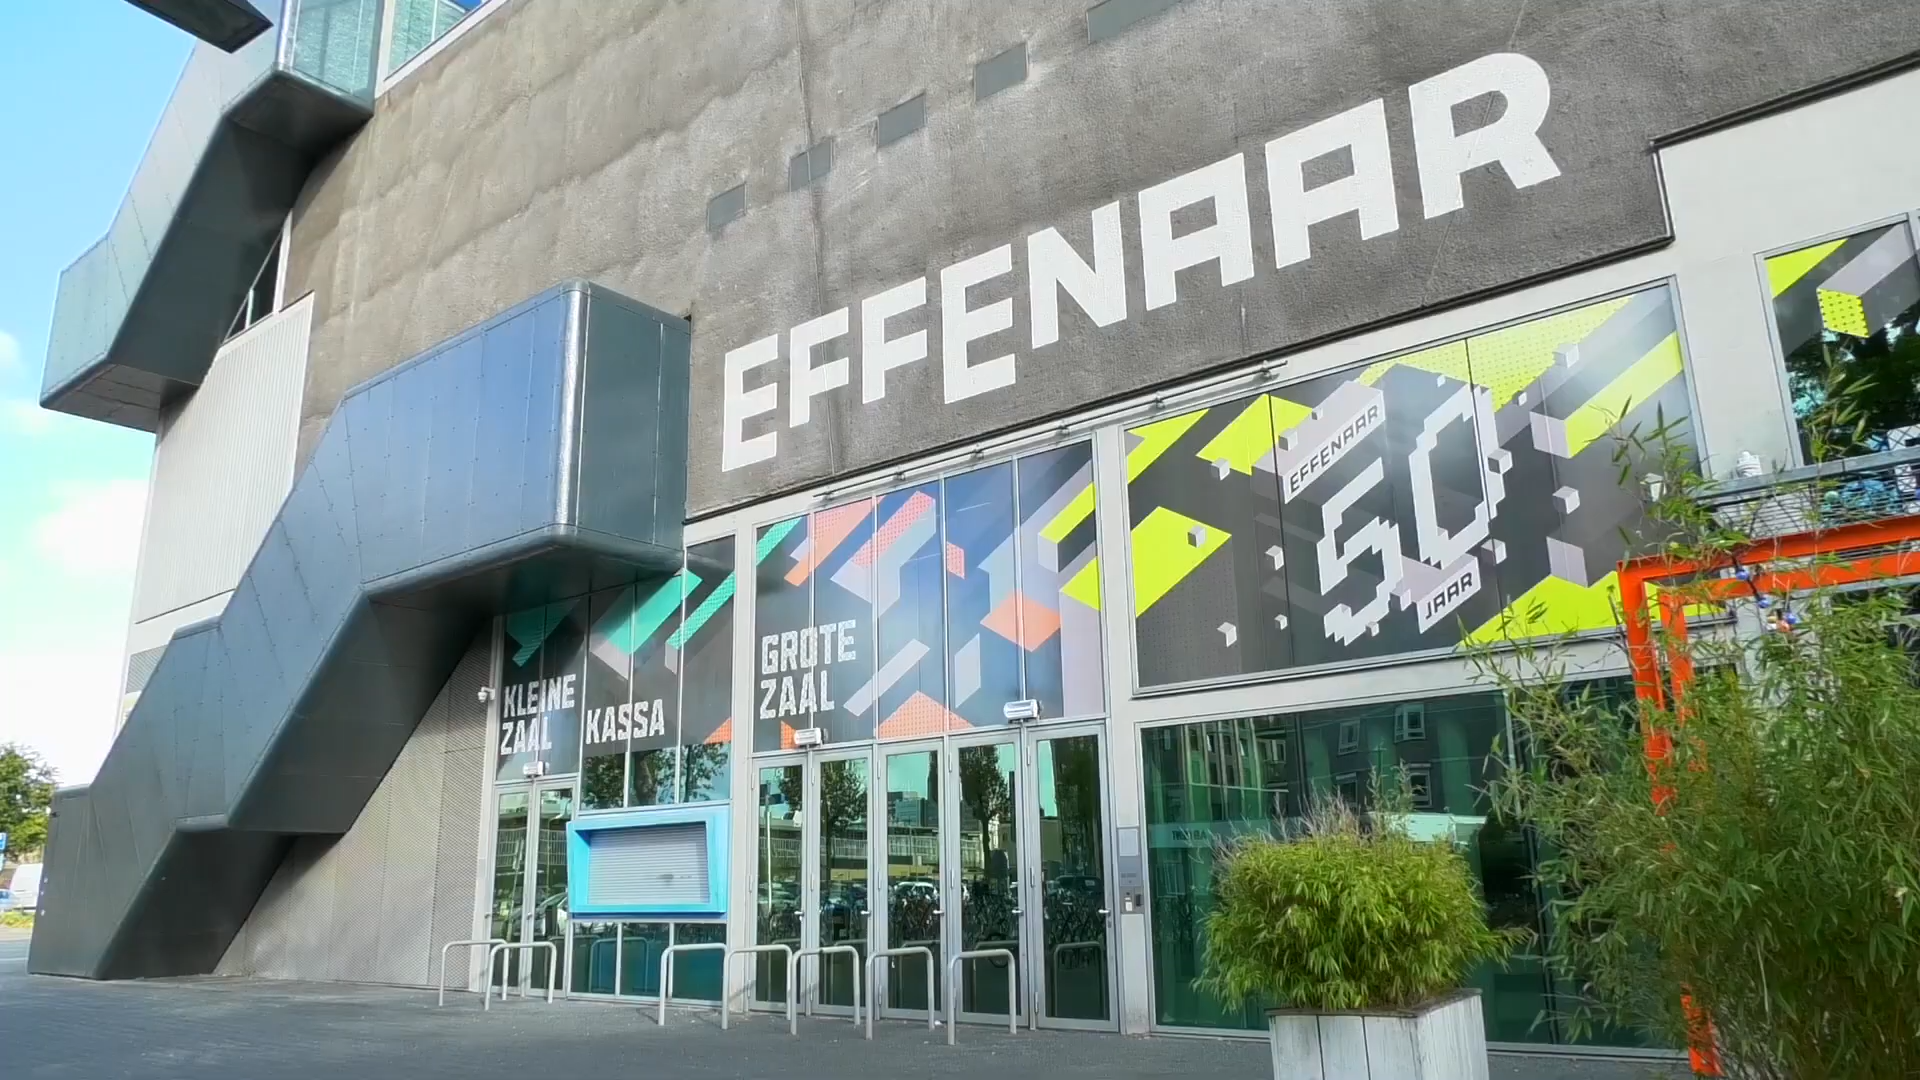 EFFENAAR
EFFENAAR
50
JAAR
KLEINE
ZAAL
KASSA
GROTE
ZAAL